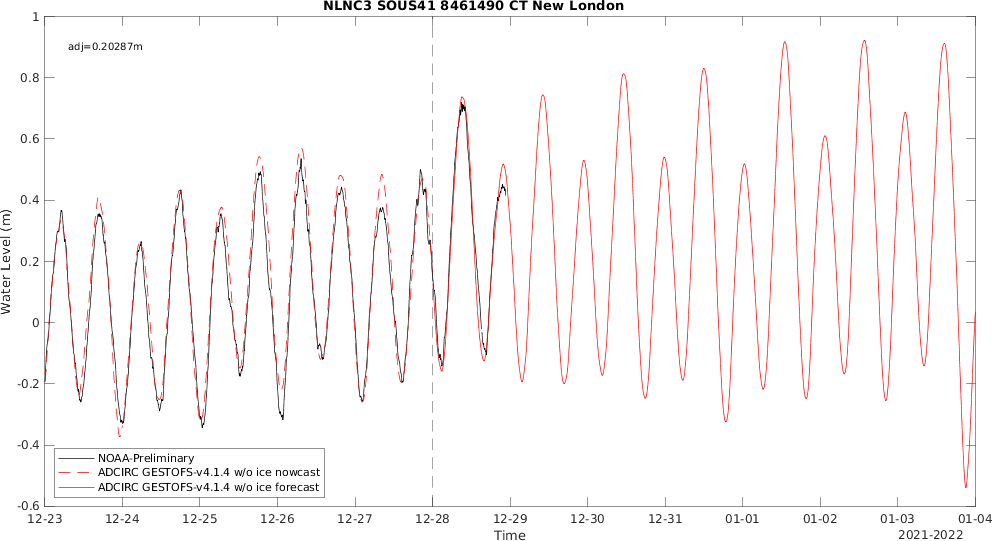 NLNC3 SOUS41 8461490 CT New London
adj=0.20287m
1
0.8
0.6
0.4
0.2
0
-0.2
-0.4
-0.6
Water Level (m)
NOAA-Preliminary
ADCIRC GESTOFS-v4.1.4 w/o ice nowcast
ADCIRC GESTOFS-v4.1.4 w/o ice forecast
12-23 12-24 12-25 12-26 12-27 12-28 12-29 12-30 12-31 01-01 01-02 01-03 01-04
Time
2021-2022